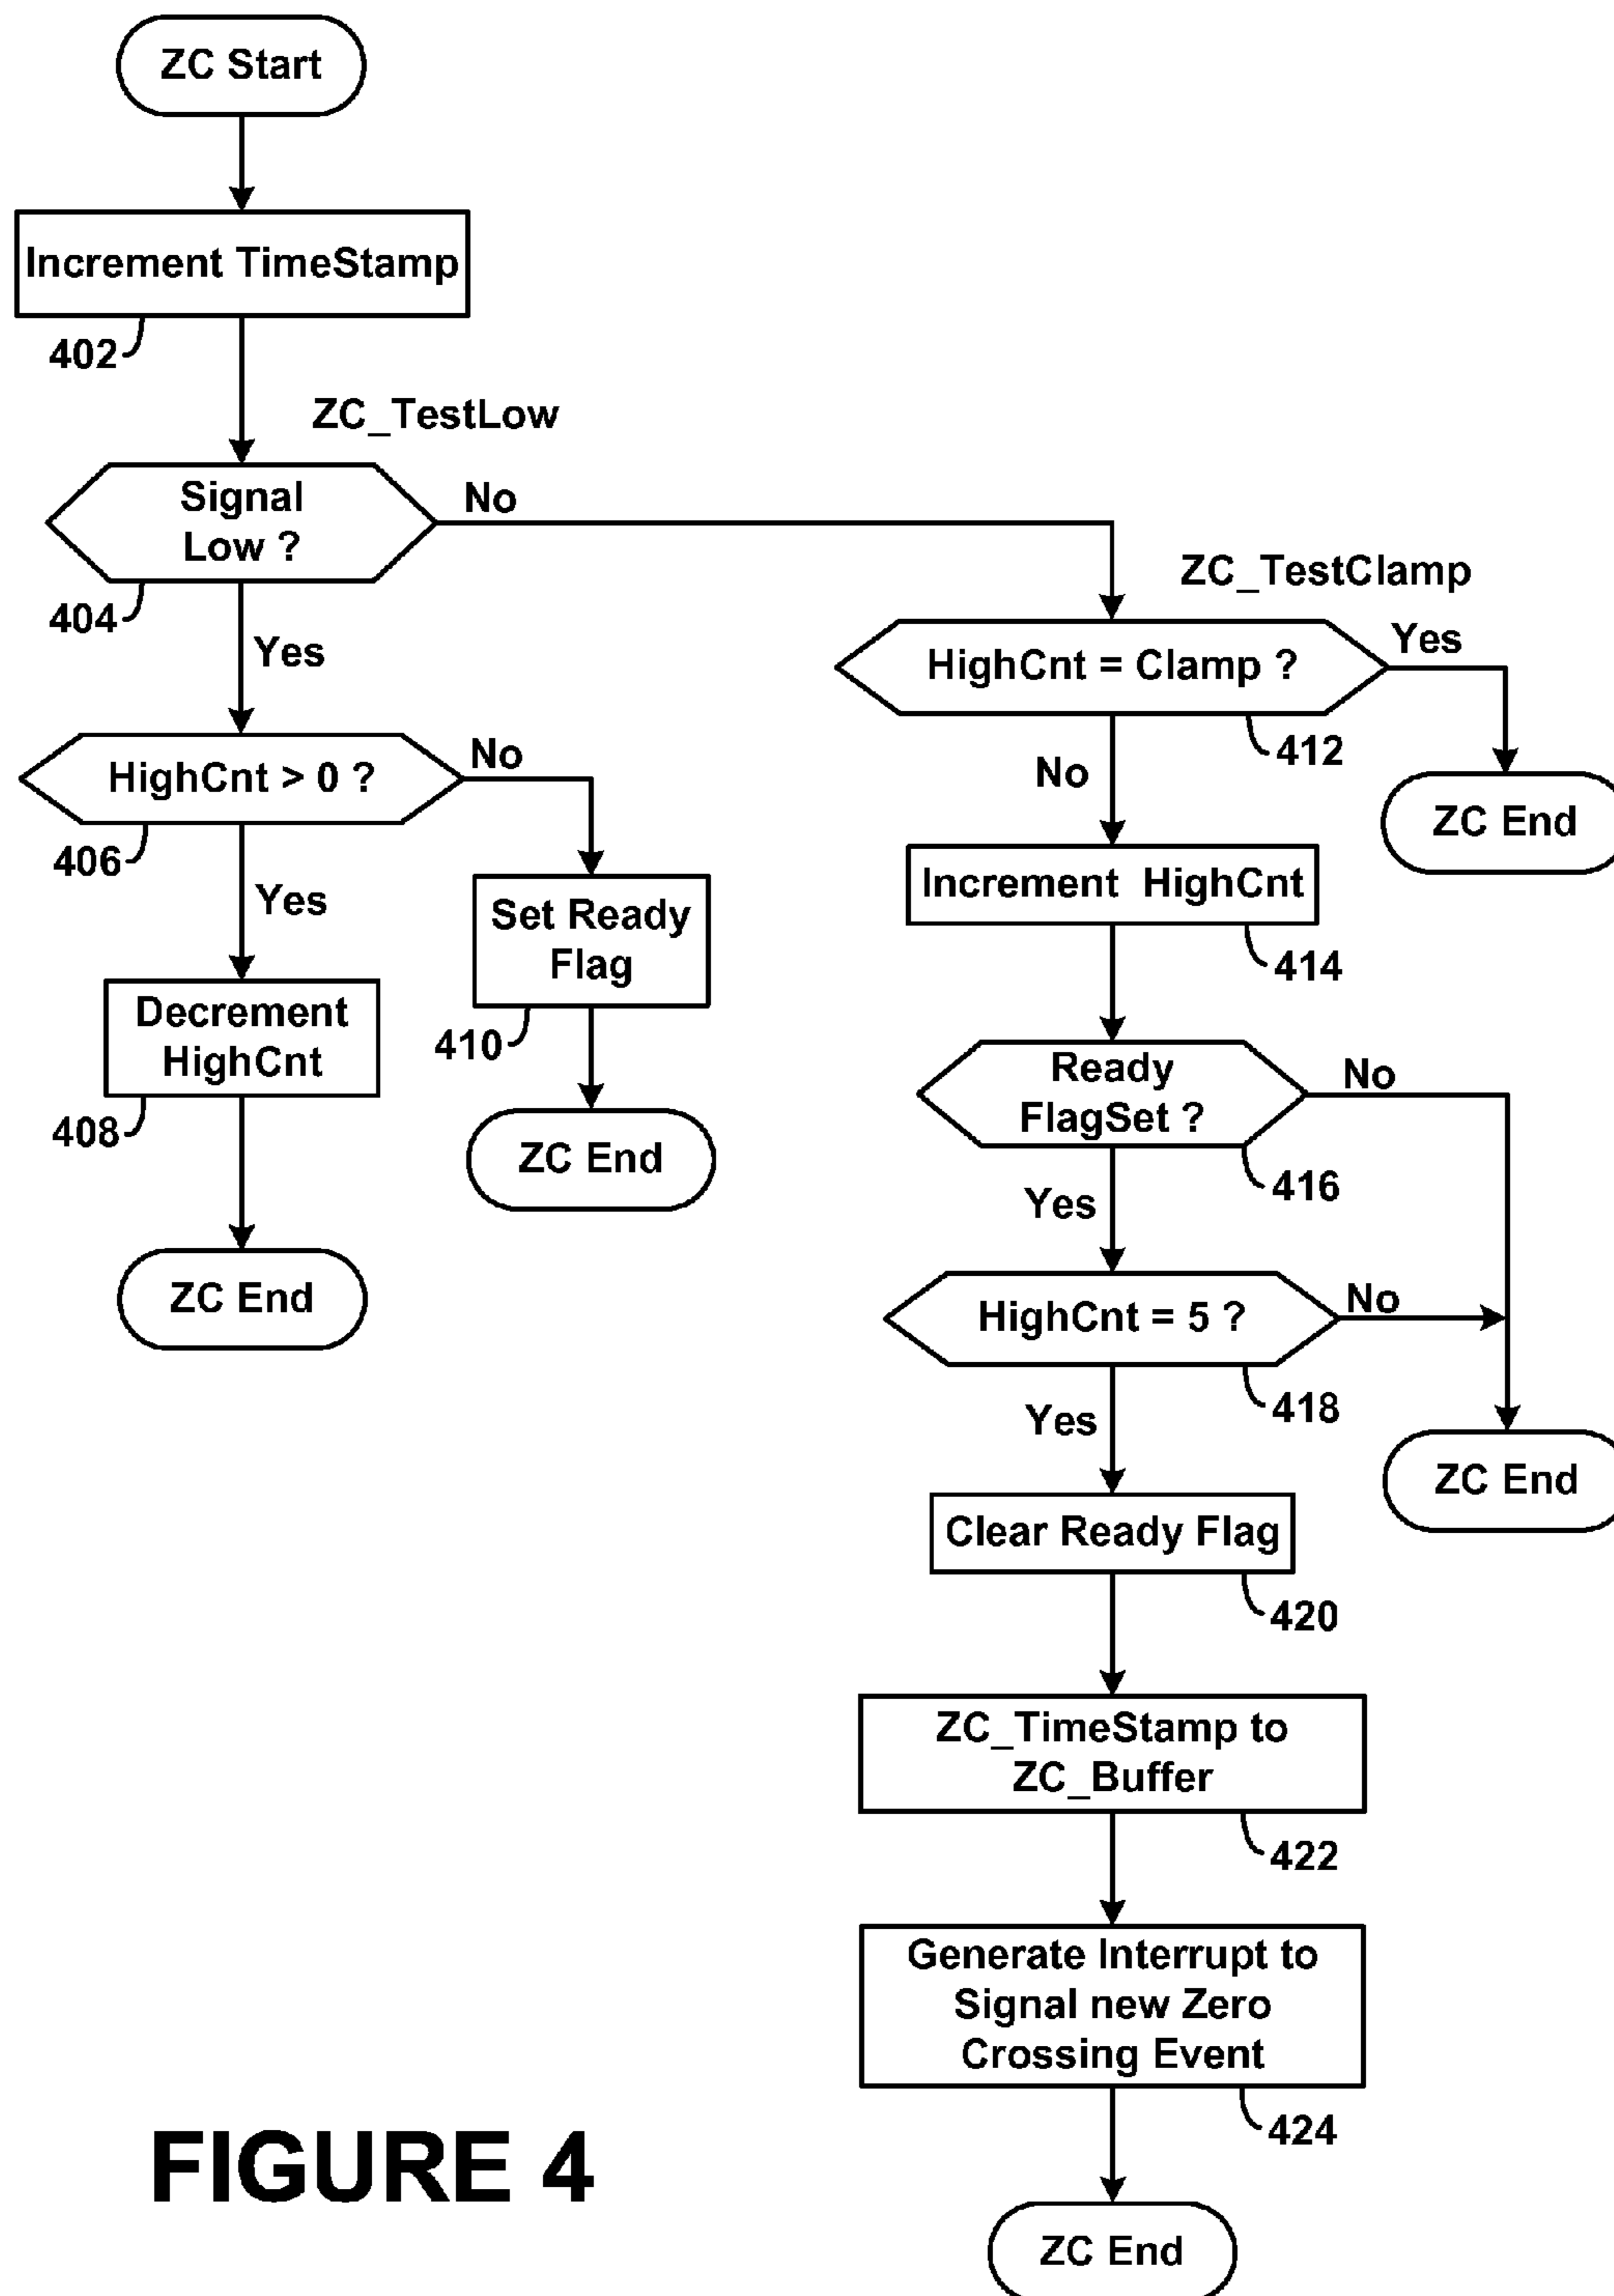 ZC Start
Increment TimeStamp
402
ZC_TestLow
Signal
Low ?
No
404
Yes
HighCnt > 0 ?
No
406
Yes
Set Ready
Flag
410
Decrement
HighCnt
408
ZC End
ZC End
ZC_TestClamp
HighCnt = Clamp ?
Yes
412
No
ZC End
Increment HighCnt
414
Ready
FlagSet ?
No
416
Yes
HighCnt = 5 ?
No
418
Yes
ZC End
Clear Ready Flag
420
ZC_TimeStamp to
ZC_Buffer
422
Generate Interrupt to
Signal new Zero
Crossing Event
424
ZC End
FIGURE 4